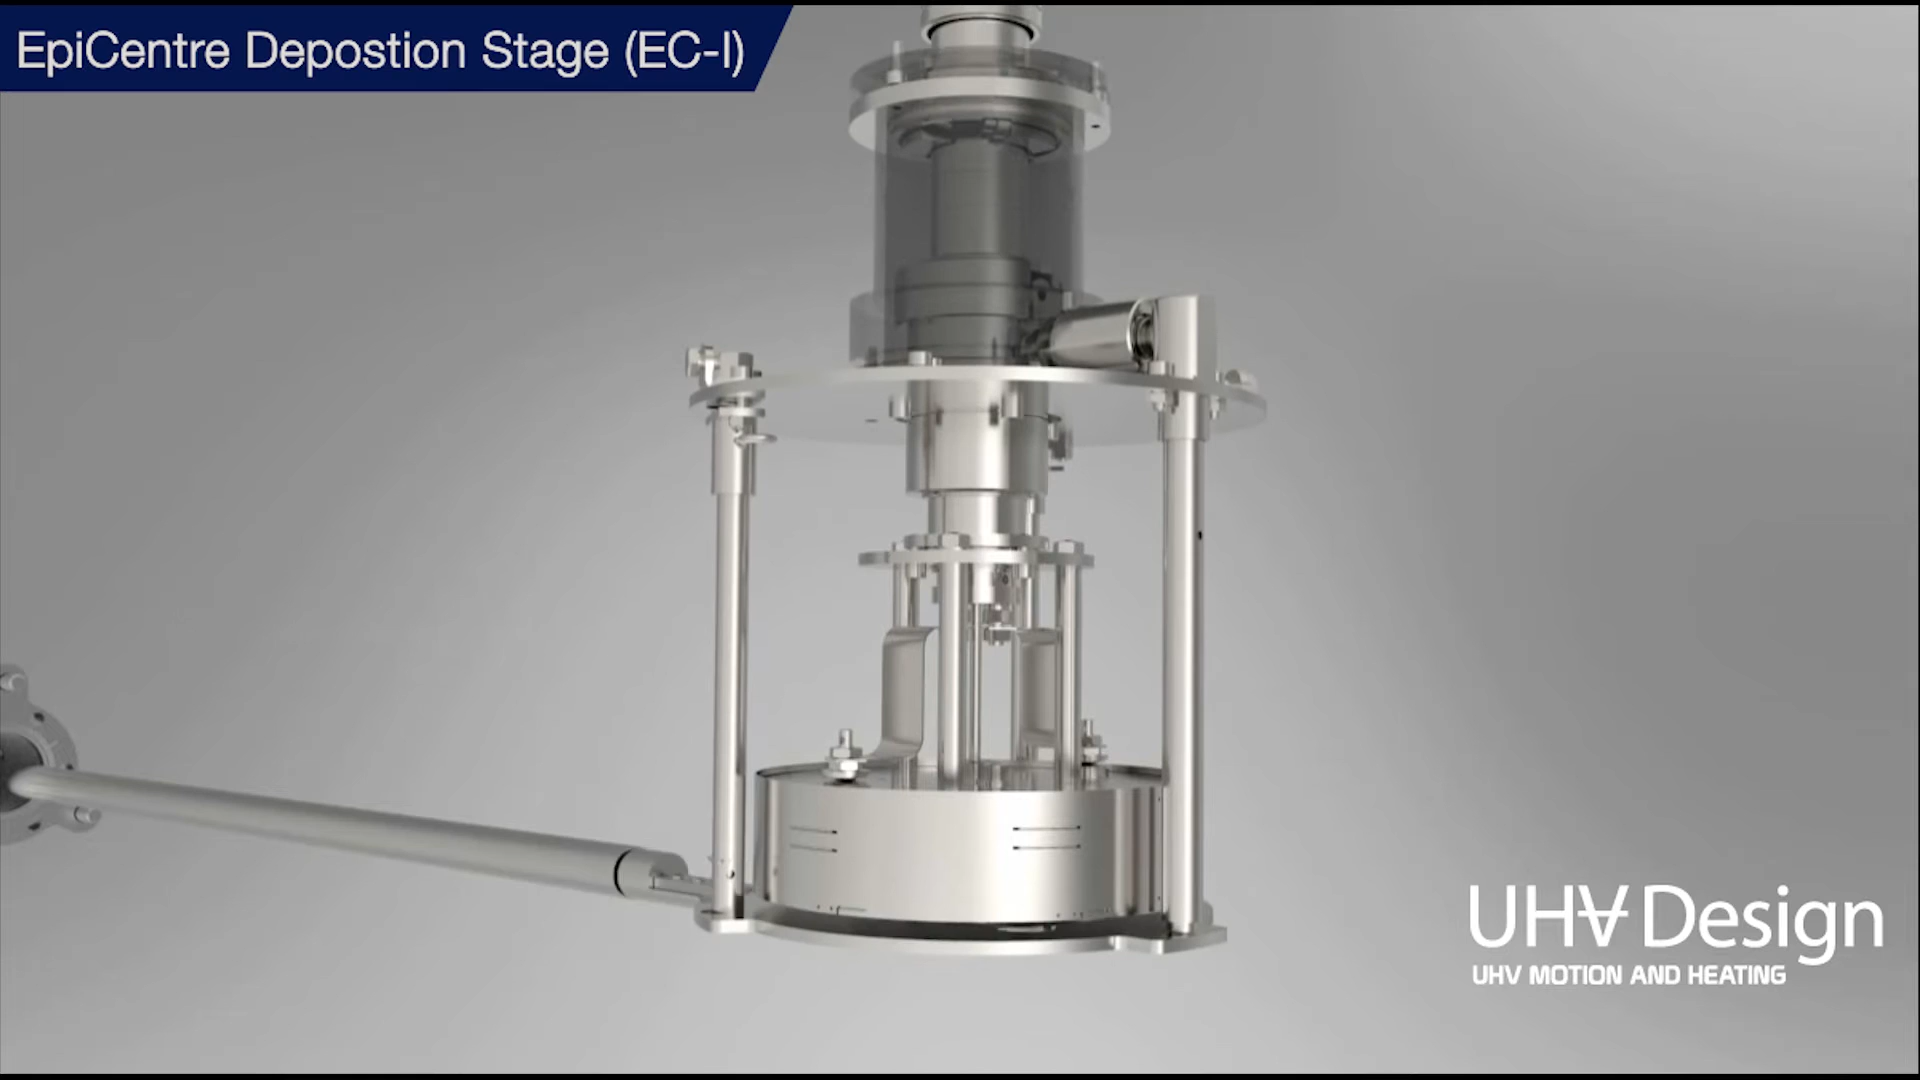 EpiCentre Depostion Stage (EC-I)
UHV Design
UHV MOTION AND HEATING